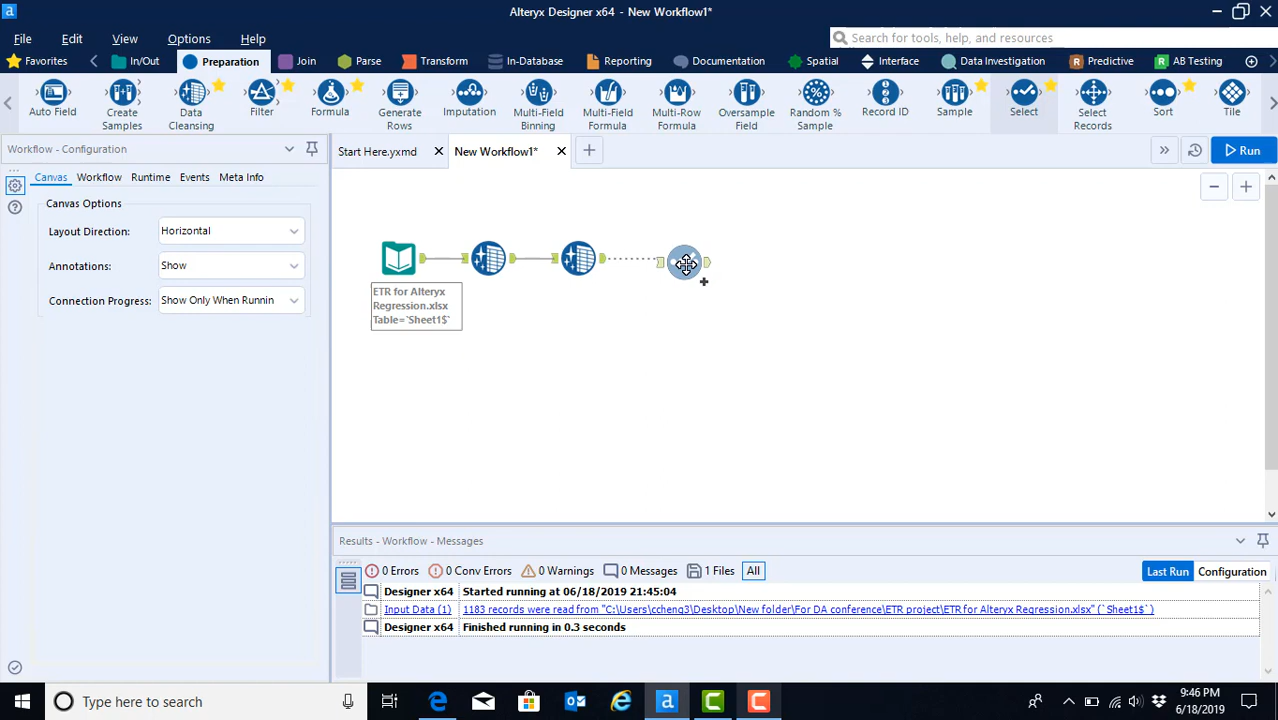 a
Alteryx Designer x64 - New Workflow1*
File Edit View Options Help
Search for tools, help, and resources
Favorites In/Out Preparation Join Parse Transform In-Database Reporting Documentation Spatial Interface Data Investigation R Predictive R AB Testing
Auto Field
Create Samples
Data Cleansing
Filter
Formula
Generate Rows
Imputation
Multi-Field Binning
Multi-Field Formula
Multi-Row Formula
Oversample Field
Random % Sample
Record ID
Sample
Select
Select Records
Sort
Tile
Workflow - Configuration
Start Here.yxmd New Workflow1* Run
Canvas Workflow Runtime Events Meta Info
Canvas Options
Layout Direction: Horizontal
Annotations: Show
Connection Progress: Show Only When Runnin
ETR for Alteryx
Regression.xlsx
Table=`Sheet1$`
Results - Workflow - Messages
0 Errors 0 Conv Errors 0 Warnings 0 Messages 1 Files All Last Run Configuration
Designer x64 Started running at 06/18/2019 21:45:04
Input Data (1) 1183 records were read from "C:\Users\ccheng3\Desktop\New folder\For DA conference\ETR project\ETR for Alteryx Regression.xlsx" (`Sheet1$`)
Designer x64 Finished running in 0.3 seconds
Type here to search
9:46 PM
6/18/2019